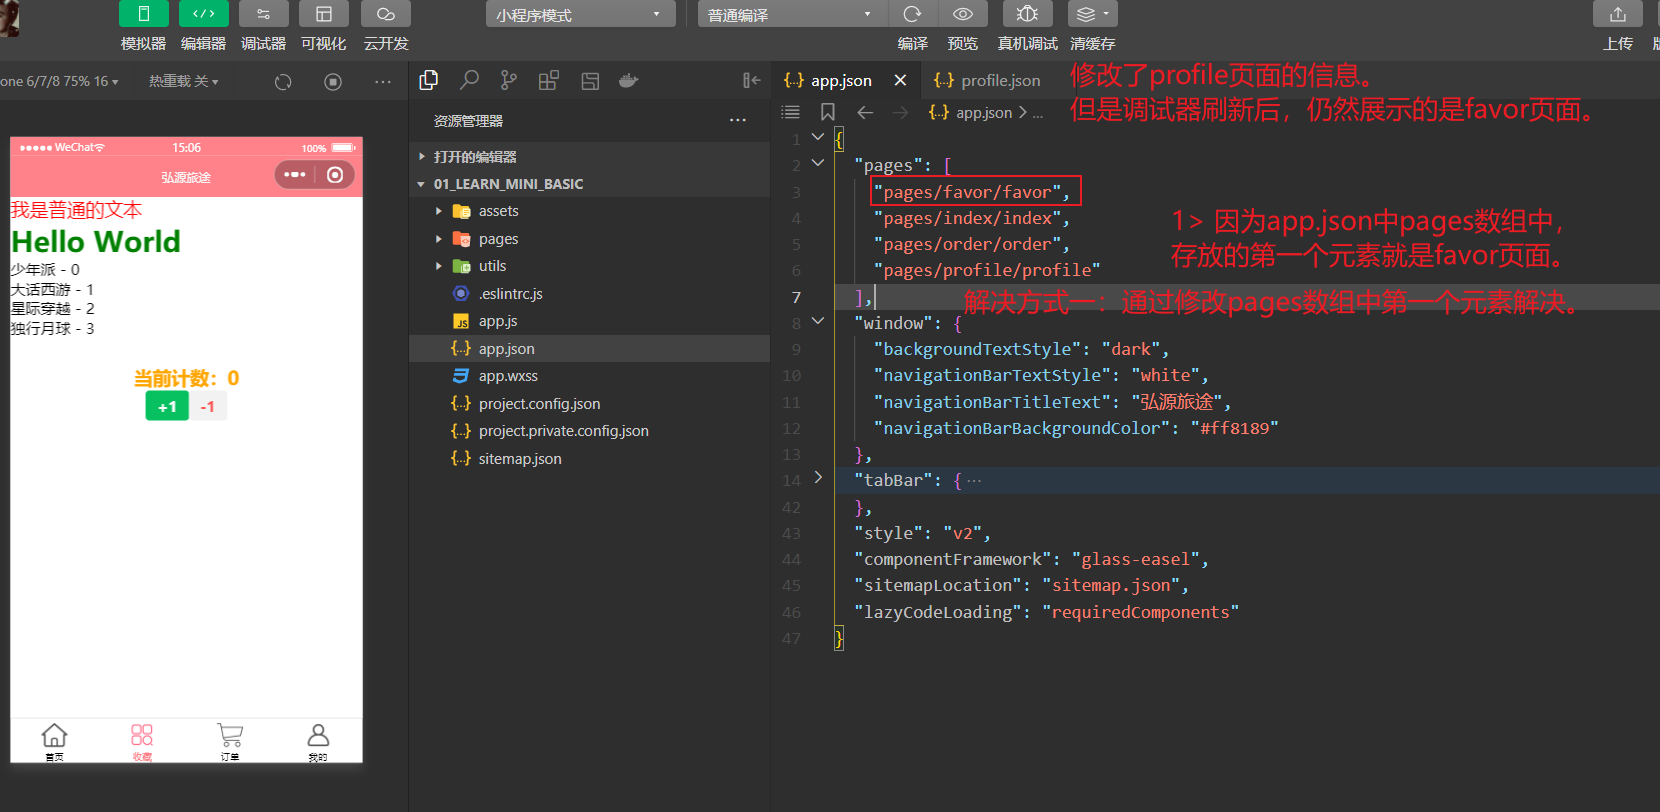 小程序模式
普通编译
模拟器 编辑器 调试器 可视化 云开发
编译 预览 真机调试 清缓存
上传
one 6/7/8 75% 16
热重载 关
app.json
profile.json
修改了profile页面的信息。
但是调试器刷新后，仍然展示的是favor页面。
资源管理器
app.json > ...
打开的编辑器
01_LEARN_MINI_BASIC
assets
pages
utils
.eslintrc.js
app.js
app.json
app.wxss
project.config.json
project.private.config.json
sitemap.json
WeChat
15:06
100%
弘源旅途
我是普通的文本
Hello World
少年派 - 0
大话西游 - 1
星际穿越 - 2
独行月球 - 3
当前计数：0
+1
-1
首页
收藏
订单
我的
1 {
2 "pages": [
3 "pages/favor/favor",
4 "pages/index/index",
5 "pages/order/order",
6 "pages/profile/profile"
7 ],
8 "window": {
9 "backgroundTextStyle": "dark",
10 "navigationBarTextStyle": "white",
11 "navigationBarTitleText": "弘源旅途",
12 "navigationBarBackgroundColor": "#ff8189"
13 },
14 "tabBar": { ...
42 },
43 "style": "v2",
44 "componentFramework": "glass-easel",
45 "sitemapLocation": "sitemap.json",
46 "lazyCodeLoading": "requiredComponents"
47 }
1> 因为app.json中pages数组中，
存放的第一个元素就是favor页面。
解决方式一：通过修改pages数组中第一个元素解决。